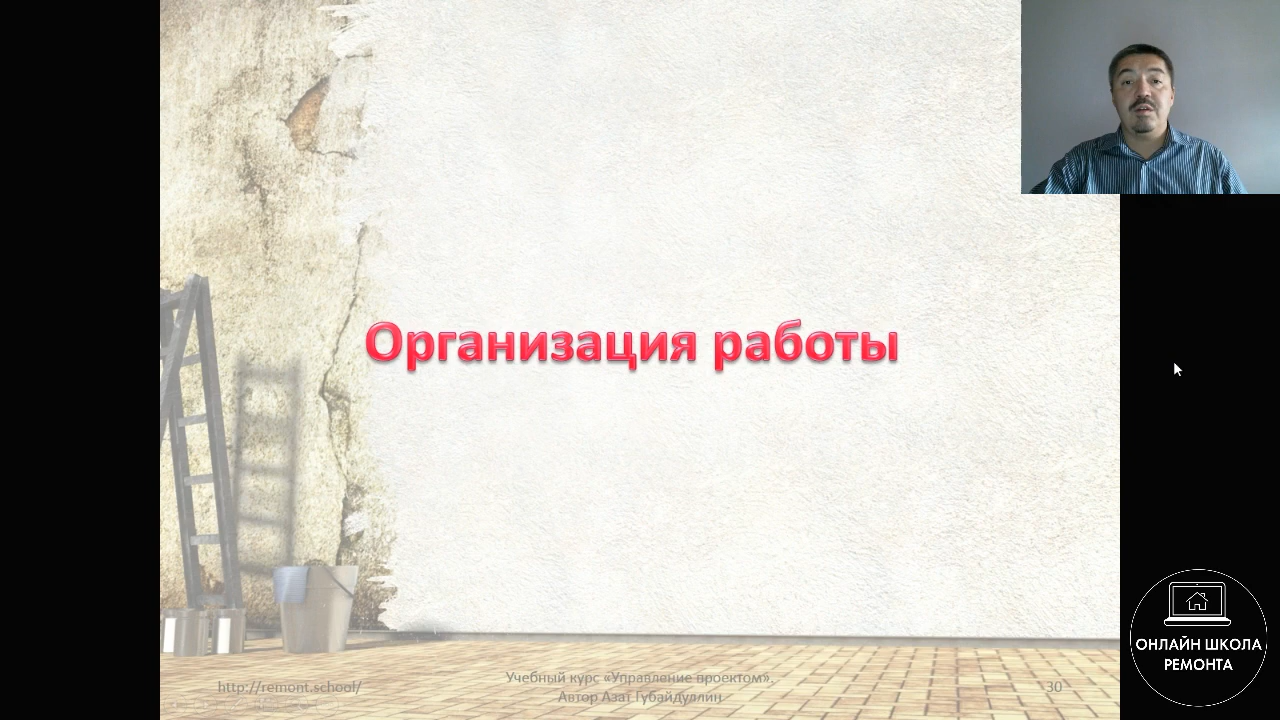 Организация работы
http://remont.school/
Учебный курс «Управление проектом».
Автор Азат Губайдуллин
30
ОНЛАЙН ШКОЛА
РЕМОНТА